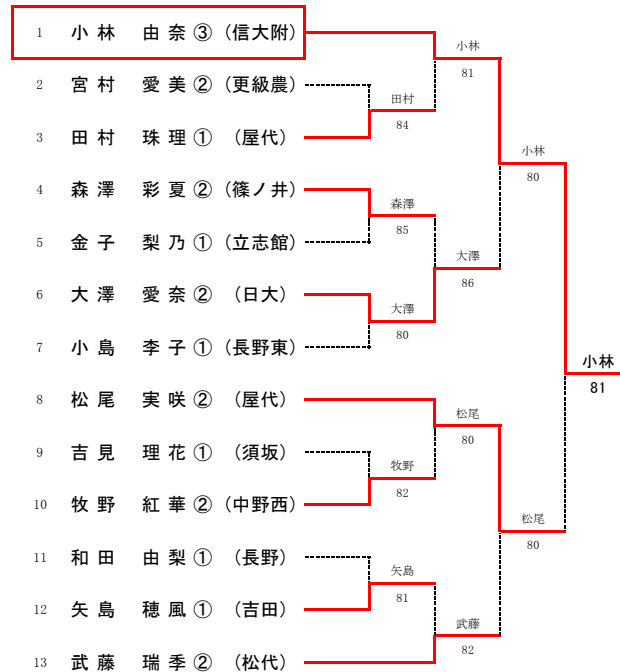 1 小林 由奈③ (信大附)
小林
81
2 宮村 愛美② (更級農)
田村
84
3 田村 珠理① (屋代)
小林
80
4 森澤 彩夏② (篠ノ井)
森澤
85
5 金子 梨乃① (立志館)
大澤
86
6 大澤 愛奈② (日大)
大澤
80
7 小島 李子① (長野東)
小林
81
8 松尾 実咲② (屋代)
松尾
80
9 吉見 理花① (須坂)
牧野
82
10 牧野 紅華② (中野西)
松尾
80
11 和田 由梨① (長野)
矢島
81
12 矢島 穂風① (吉田)
武藤
82
13 武藤 瑞季② (松代)